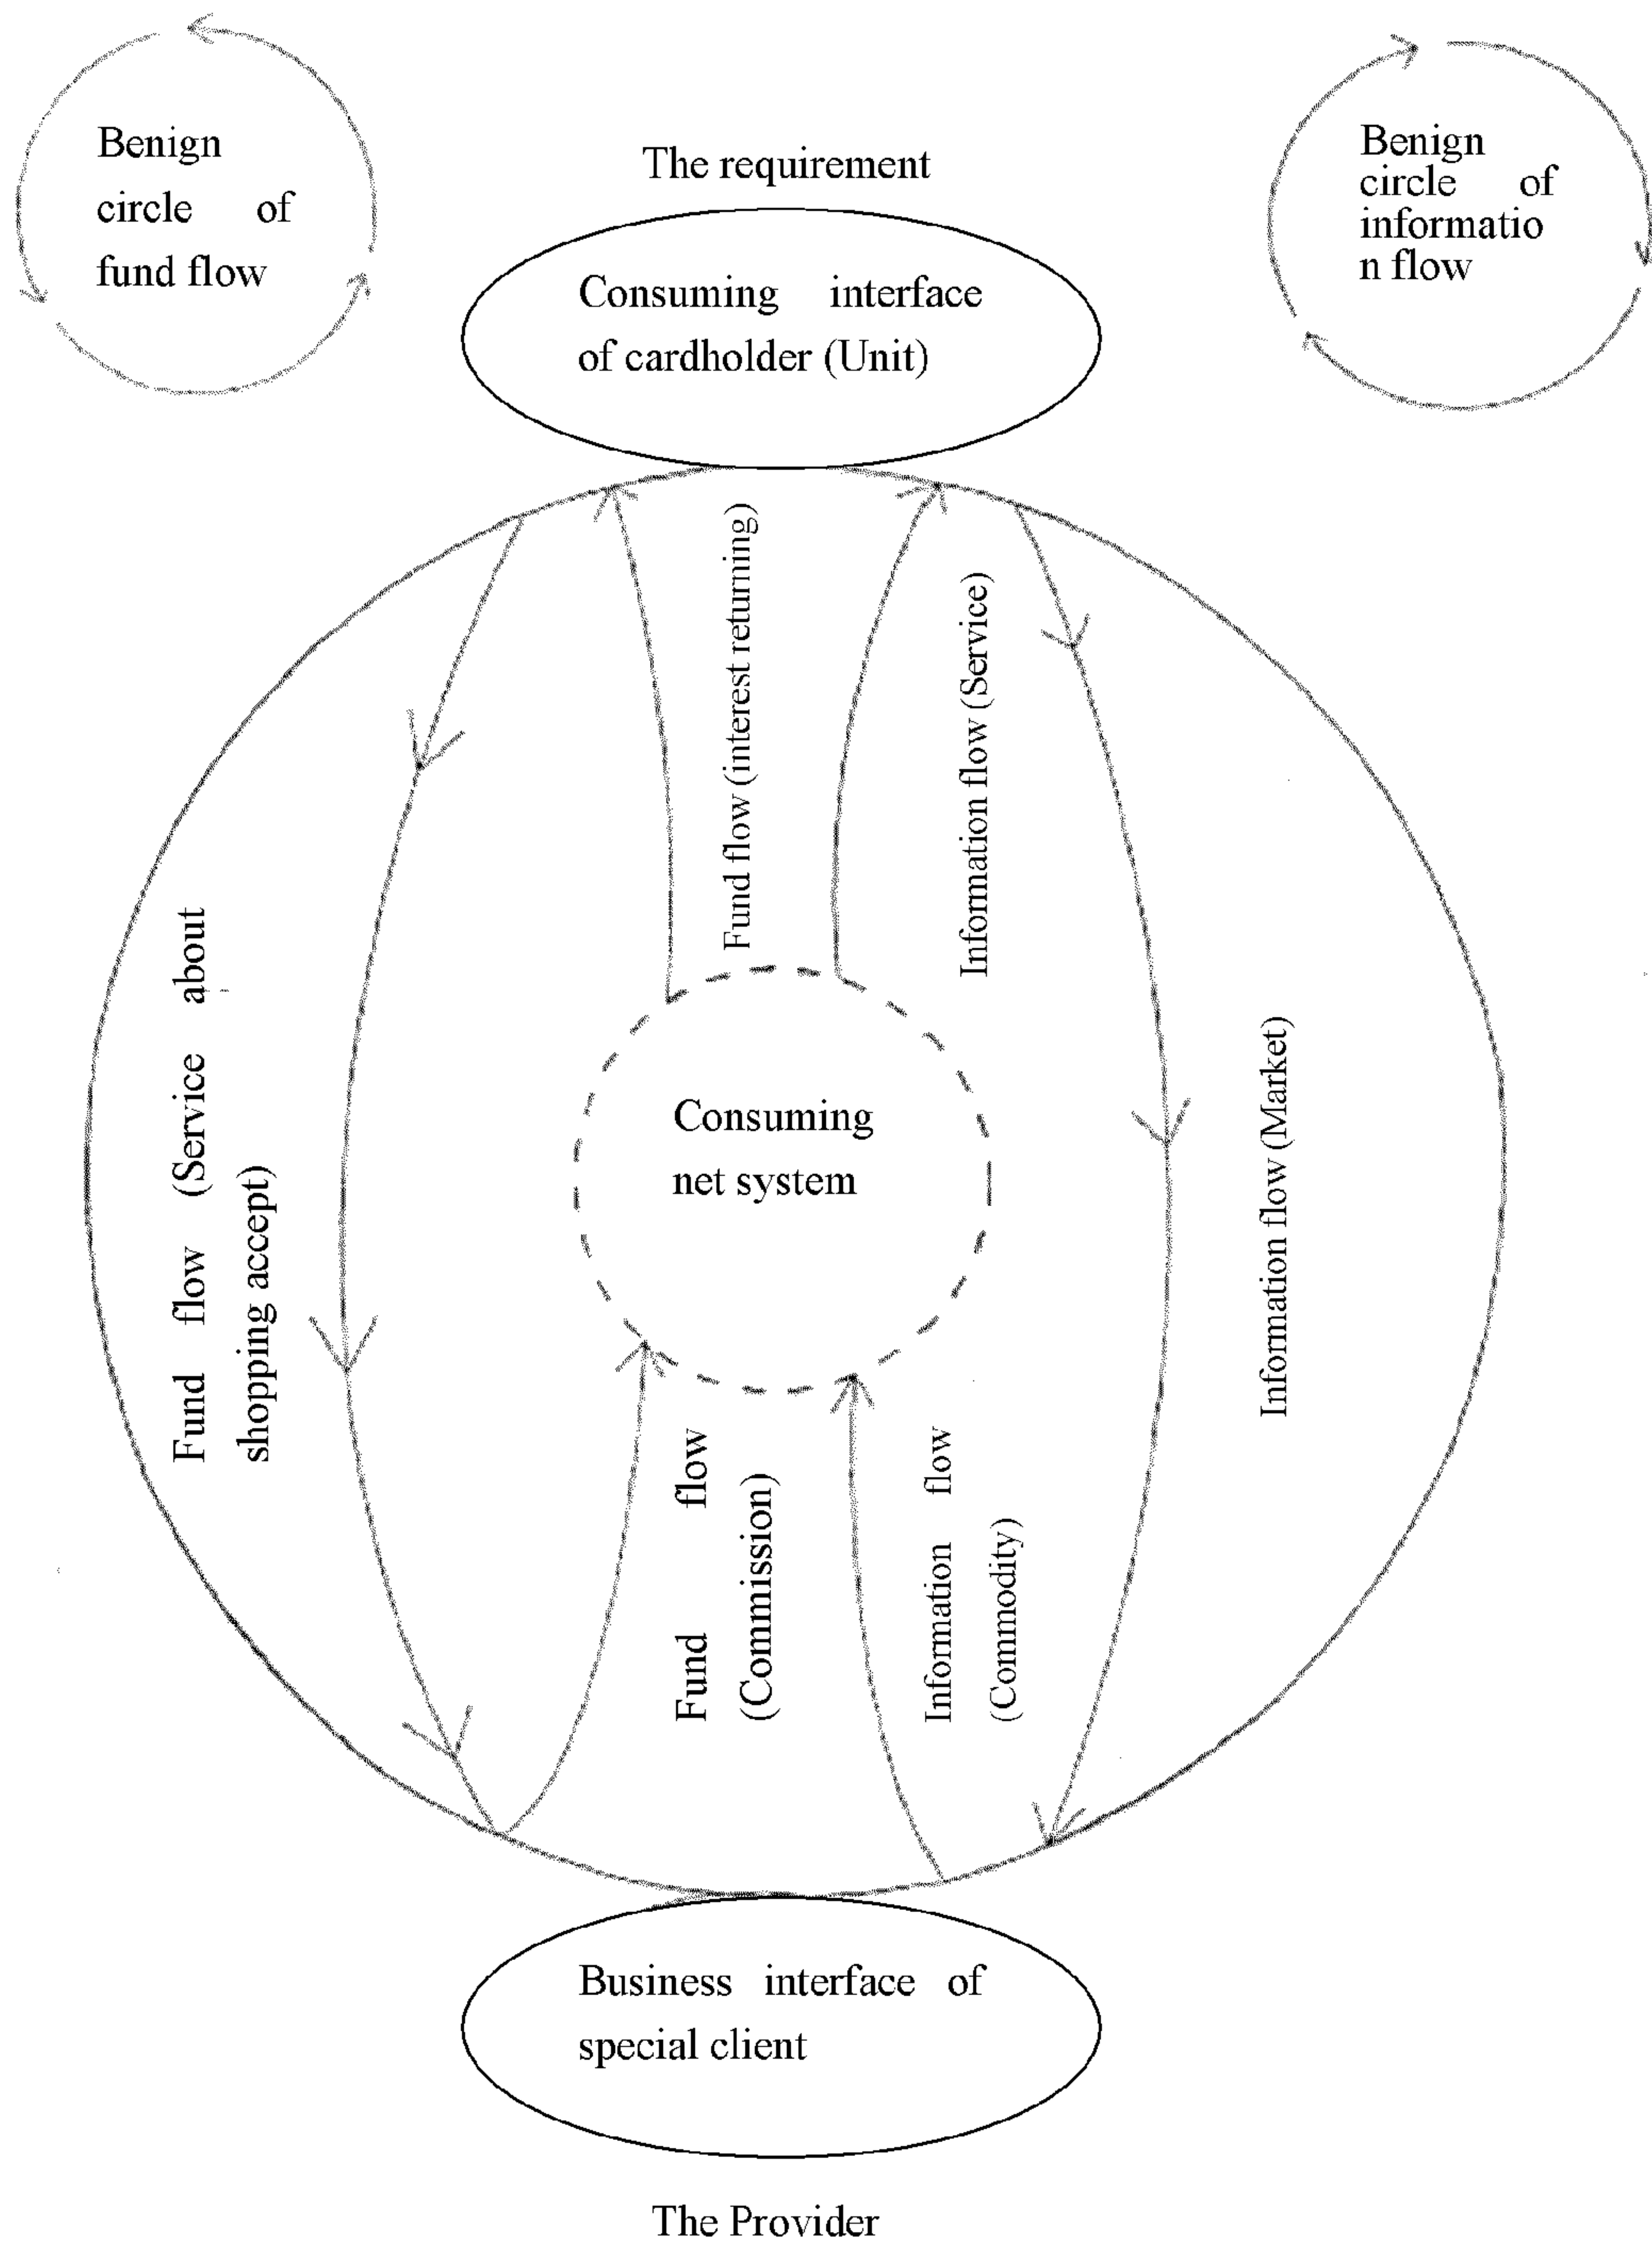 Benign
circle of
fund flow
Benign
circle of
informatio
n flow
The requirement
Consuming interface
of cardholder (Unit)
Fund flow (interest returning)
Information flow (Service)
Fund flow (Service about
shopping accept)
Consuming
net system
Information flow (Market)
Fund flow
(Commission)
Information flow
(Commodity)
Business interface of
special client
The Provider